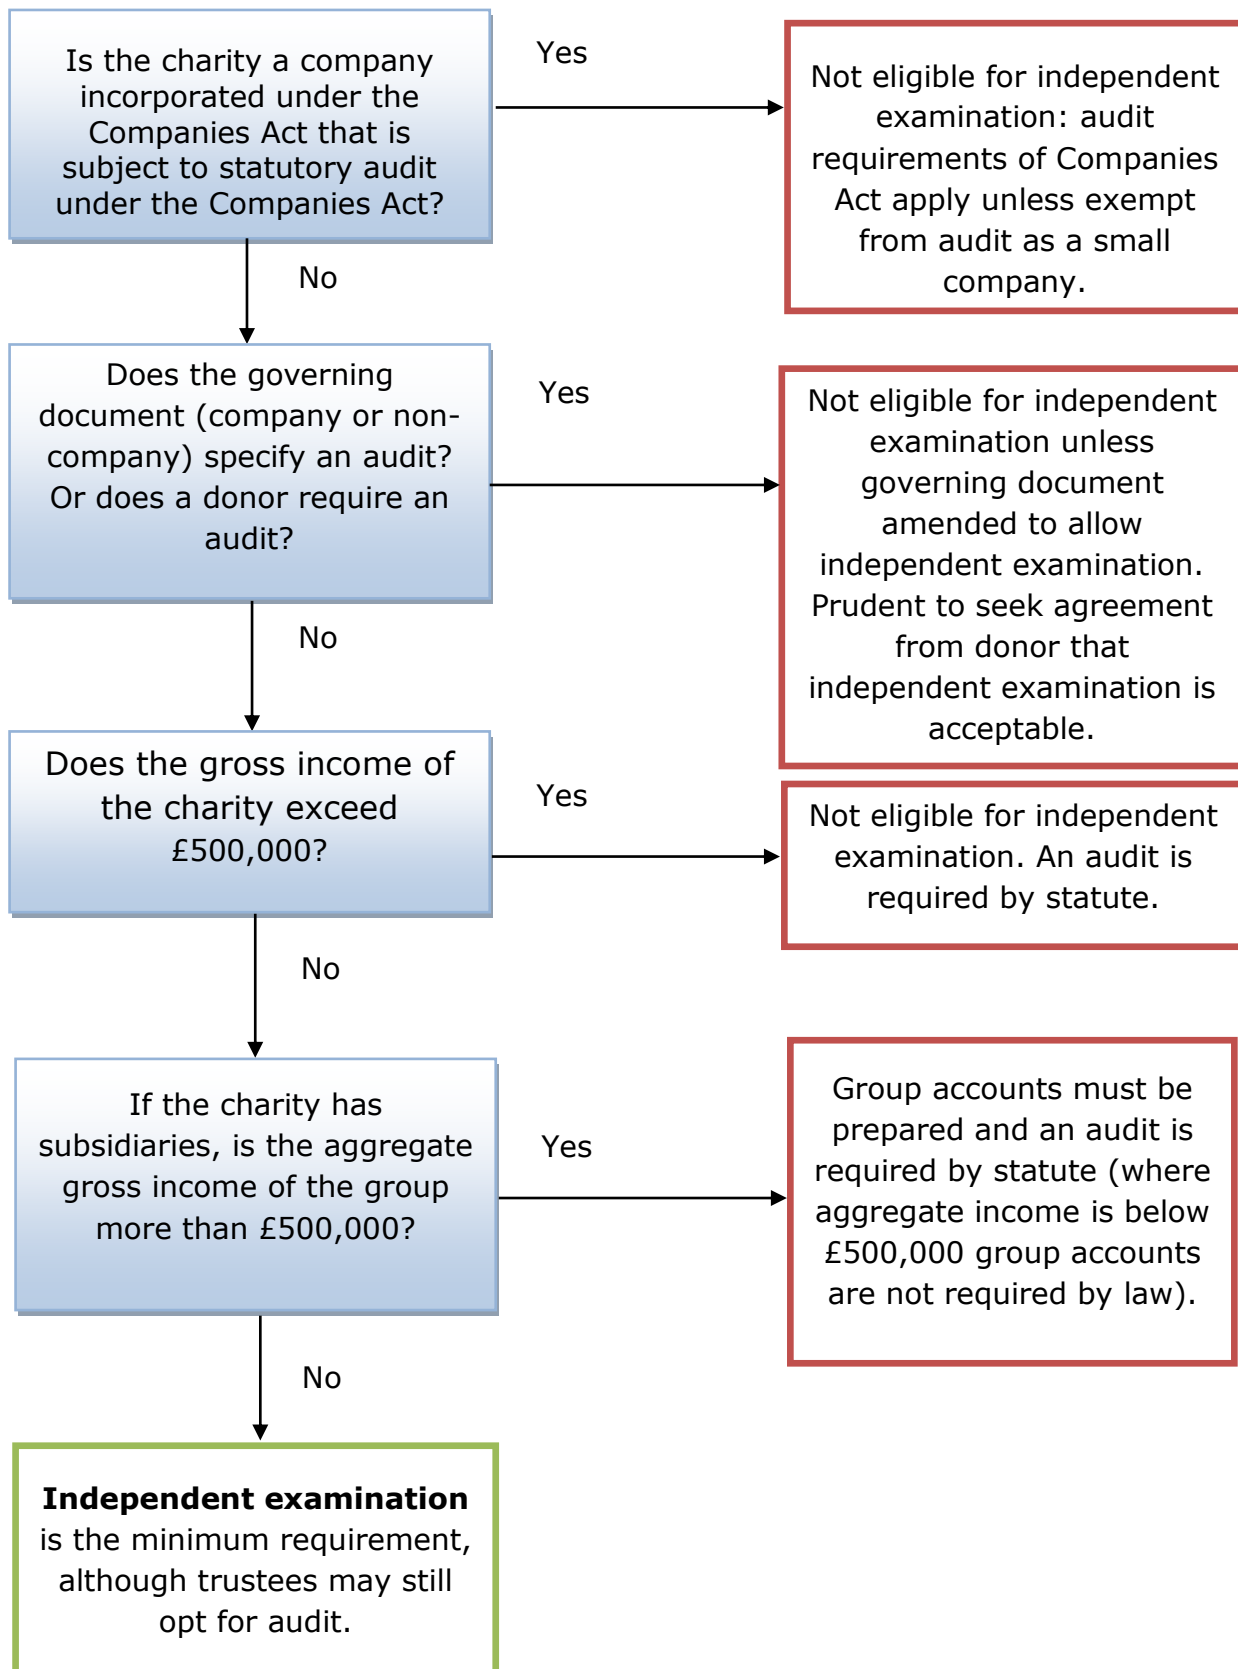 Is the charity a company
incorporated under the
Companies Act that is
subject to statutory audit
under the Companies Act?
Yes
Not eligible for independent
examination: audit
requirements of Companies
Act apply unless exempt
from audit as a small
company.
No
Does the governing
document (company or non-
company) specify an audit?
Or does a donor require an
audit?
Yes
Not eligible for independent
examination unless
governing document
amended to allow
independent examination.
Prudent to seek agreement
from donor that
independent examination is
acceptable.
No
Does the gross income of
the charity exceed
£500,000?
Yes
Not eligible for independent
examination. An audit is
required by statute.
No
If the charity has
subsidiaries, is the aggregate
gross income of the group
more than £500,000?
Yes
Group accounts must be
prepared and an audit is
required by statute (where
aggregate income is below
£500,000 group accounts
are not required by law).
No
Independent examination
is the minimum requirement,
although trustees may still
opt for audit.